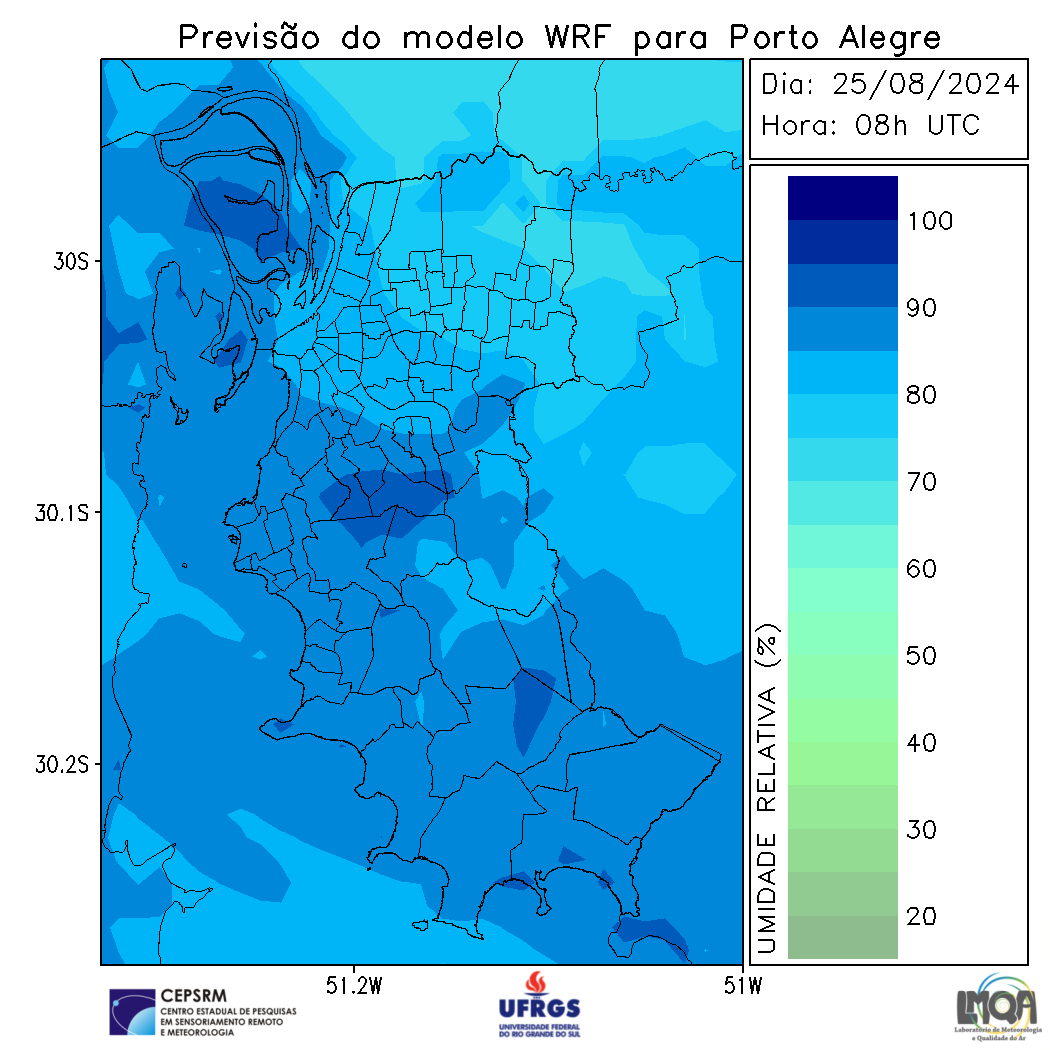 Previsão do modelo WRF para Porto Alegre
Dia: 25/08/2024
Hora: 08h UTC
100
90
80
70
60
50
40
30
20
UMIDADE RELATIVA (%)
30S
30.1S
30.2S
51.2W
51W
CEPSRM
CENTRO ESTADUAL DE PESQUISAS
EM SENSORIAMENTO REMOTO
E METEOROLOGIA
UFRGS
UNIVERSIDADE FEDERAL
DO RIO GRANDE DO SUL
LMQA
Laboratório de Meteorologia
e Qualidade do Ar